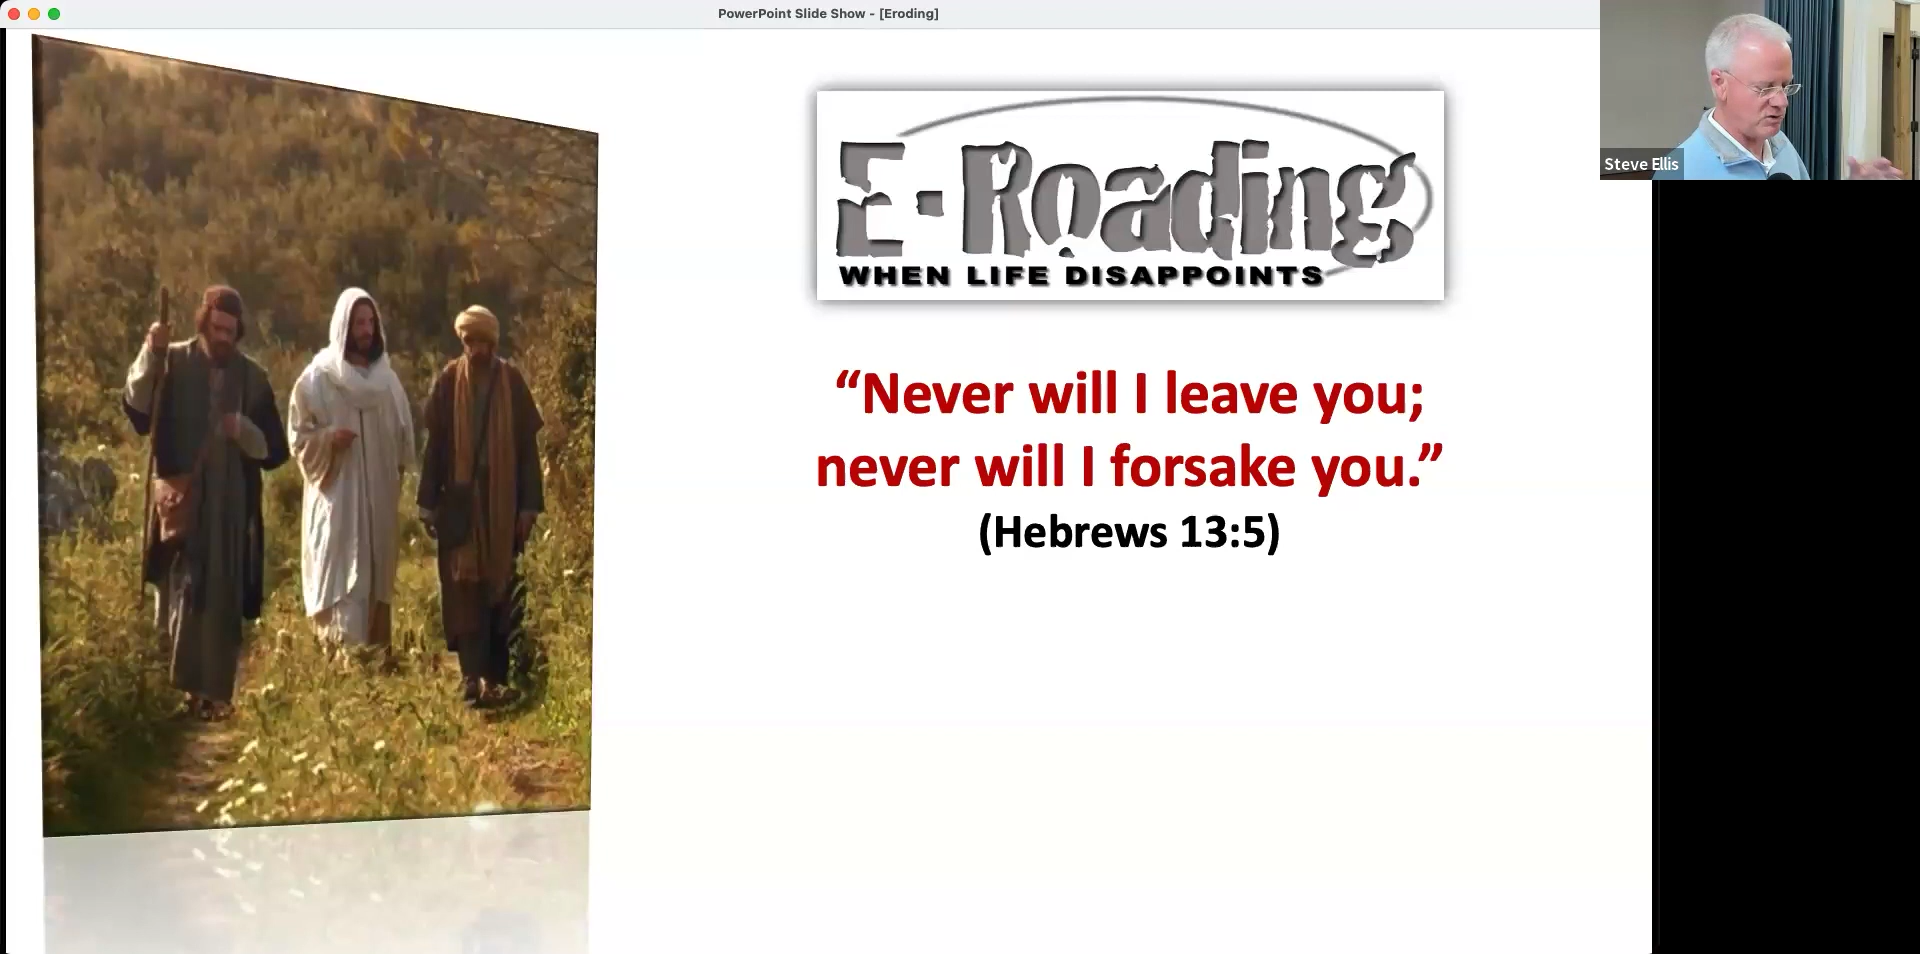 PowerPoint Slide Show - [Eroding]
Steve Ellis
E-Roading
WHEN LIFE DISAPPOINTS
“Never will I leave you;
never will I forsake you.”
(Hebrews 13:5)